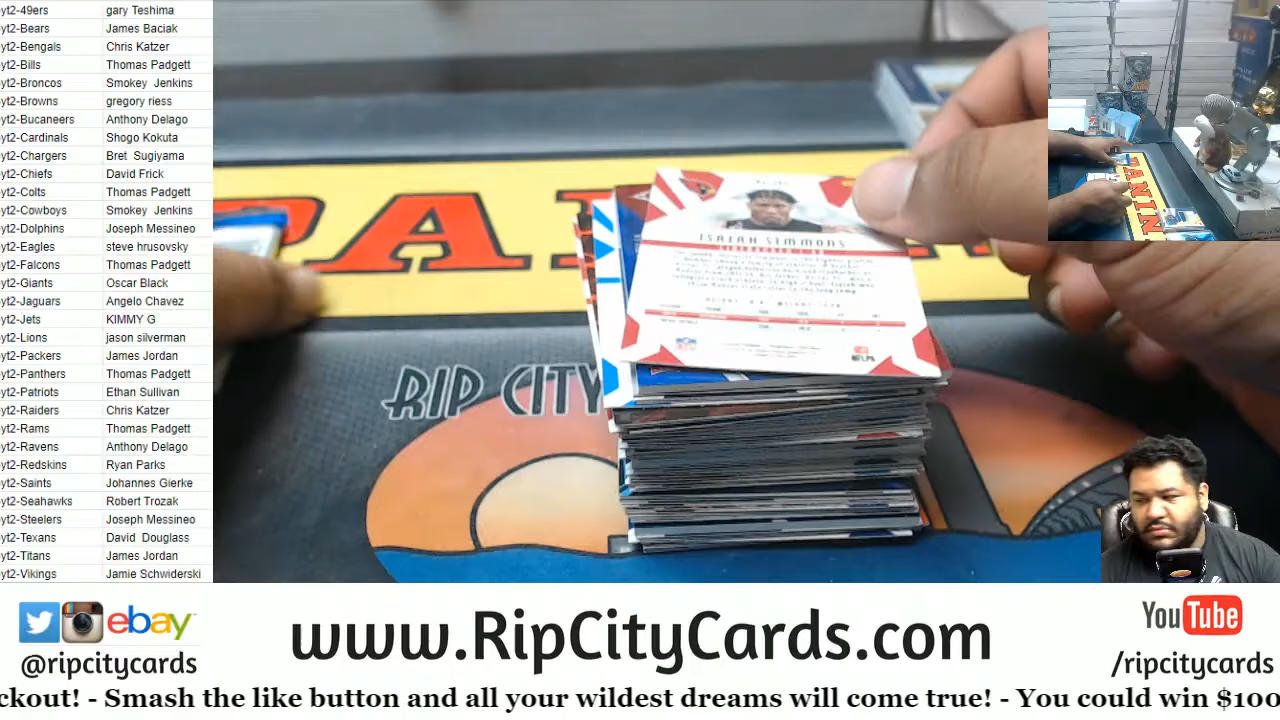 yt2-49ers gary Teshima
yt2-Bears James Baciak
yt2-Bengals Chris Katzer
yt2-Bills Thomas Padgett
yt2-Broncos Smokey Jenkins
yt2-Browns gregory riess
yt2-Bucaneers Anthony Delago
yt2-Cardinals Shogo Kokuta
yt2-Chargers Bret Sugiyama
yt2-Chiefs David Frick
yt2-Colts Thomas Padgett
yt2-Cowboys Smokey Jenkins
yt2-Dolphins Joseph Messineo
yt2-Eagles steve hrusovsky
yt2-Falcons Thomas Padgett
yt2-Giants
yt2-Jaguars Angelo Chavez
yt2-Jets KIMMY G
yt2-Lions jason silverman
yt2-Packers James Jordan
yt2-Panthers Thomas Padgett
yt2-Patriots Ethan Sullivan
yt2-Raiders Chris Katzer
yt2-Rams Thomas Padgett
yt2-Ravens Anthony Delago
yt2-Redskins Ryan Parks
yt2-Saints Johannes Gierke
yt2-Seahawks Robert Trozak
yt2-Steelers Joseph Messineo
yt2-Texans David Douglass
yt2-Titans James Jordan
yt2-Vikings Jamie Schwiderski
PANINI
ISAIAH SIMMONS
RIP CITY
ebay
@ripcitycards
www.RipCityCards.com
YouTube
/ripcitycards
ckout! - Smash the like button and all your wildest dreams will come true! - You could win $100